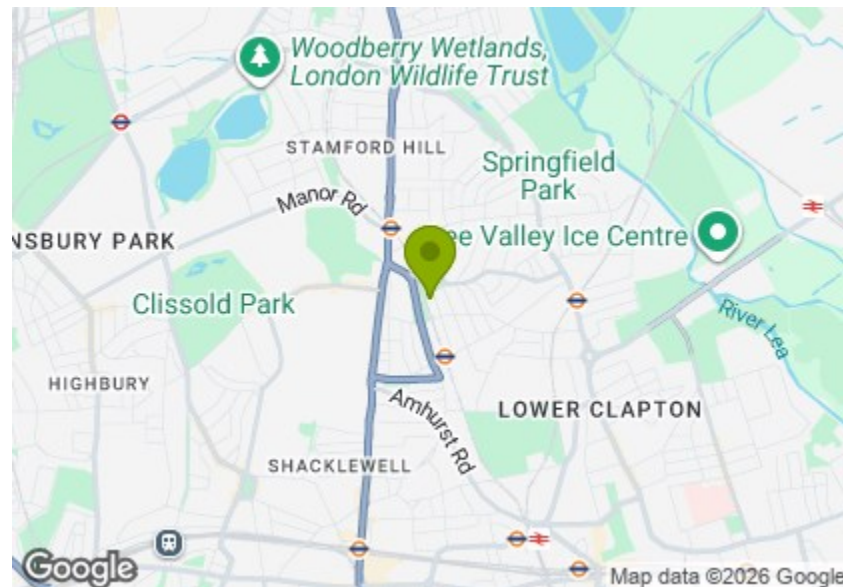 Woodberry Wetlands,
London Wildlife Trust
STAMFORD HILL
Springfield
Park
Manor Rd
NSBURY PARK
ee Valley Ice Centre
Clissold Park
River Lea
HIGHBURY
LOWER CLAPTON
Amhurst Rd
SHACKLEWELL
Google
Map data ©2026 Google